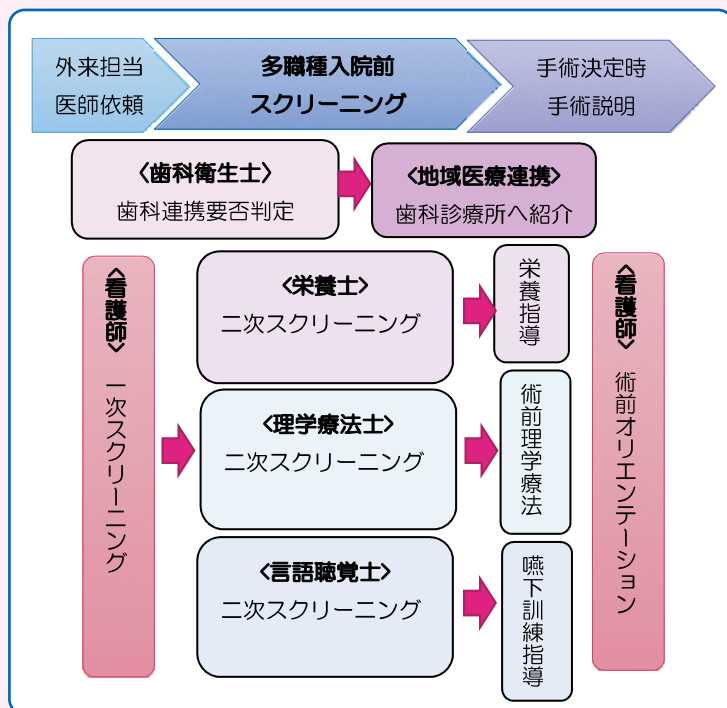 外来担当
医師依頼
多職種入院前
スクリーニング
手術決定時
手術説明
〈歯科衛生士〉
歯科連携要否判定
〈地域医療連携〉
歯科診療所へ紹介
〈看護師〉 一次スクリーニング
〈栄養士〉
二次スクリーニング
栄養指導
〈理学療法士〉
二次スクリーニング
術前理学療法
〈言語聴覚士〉
二次スクリーニング
嚥下訓練指導
〈看護師〉 術前オリエンテーション